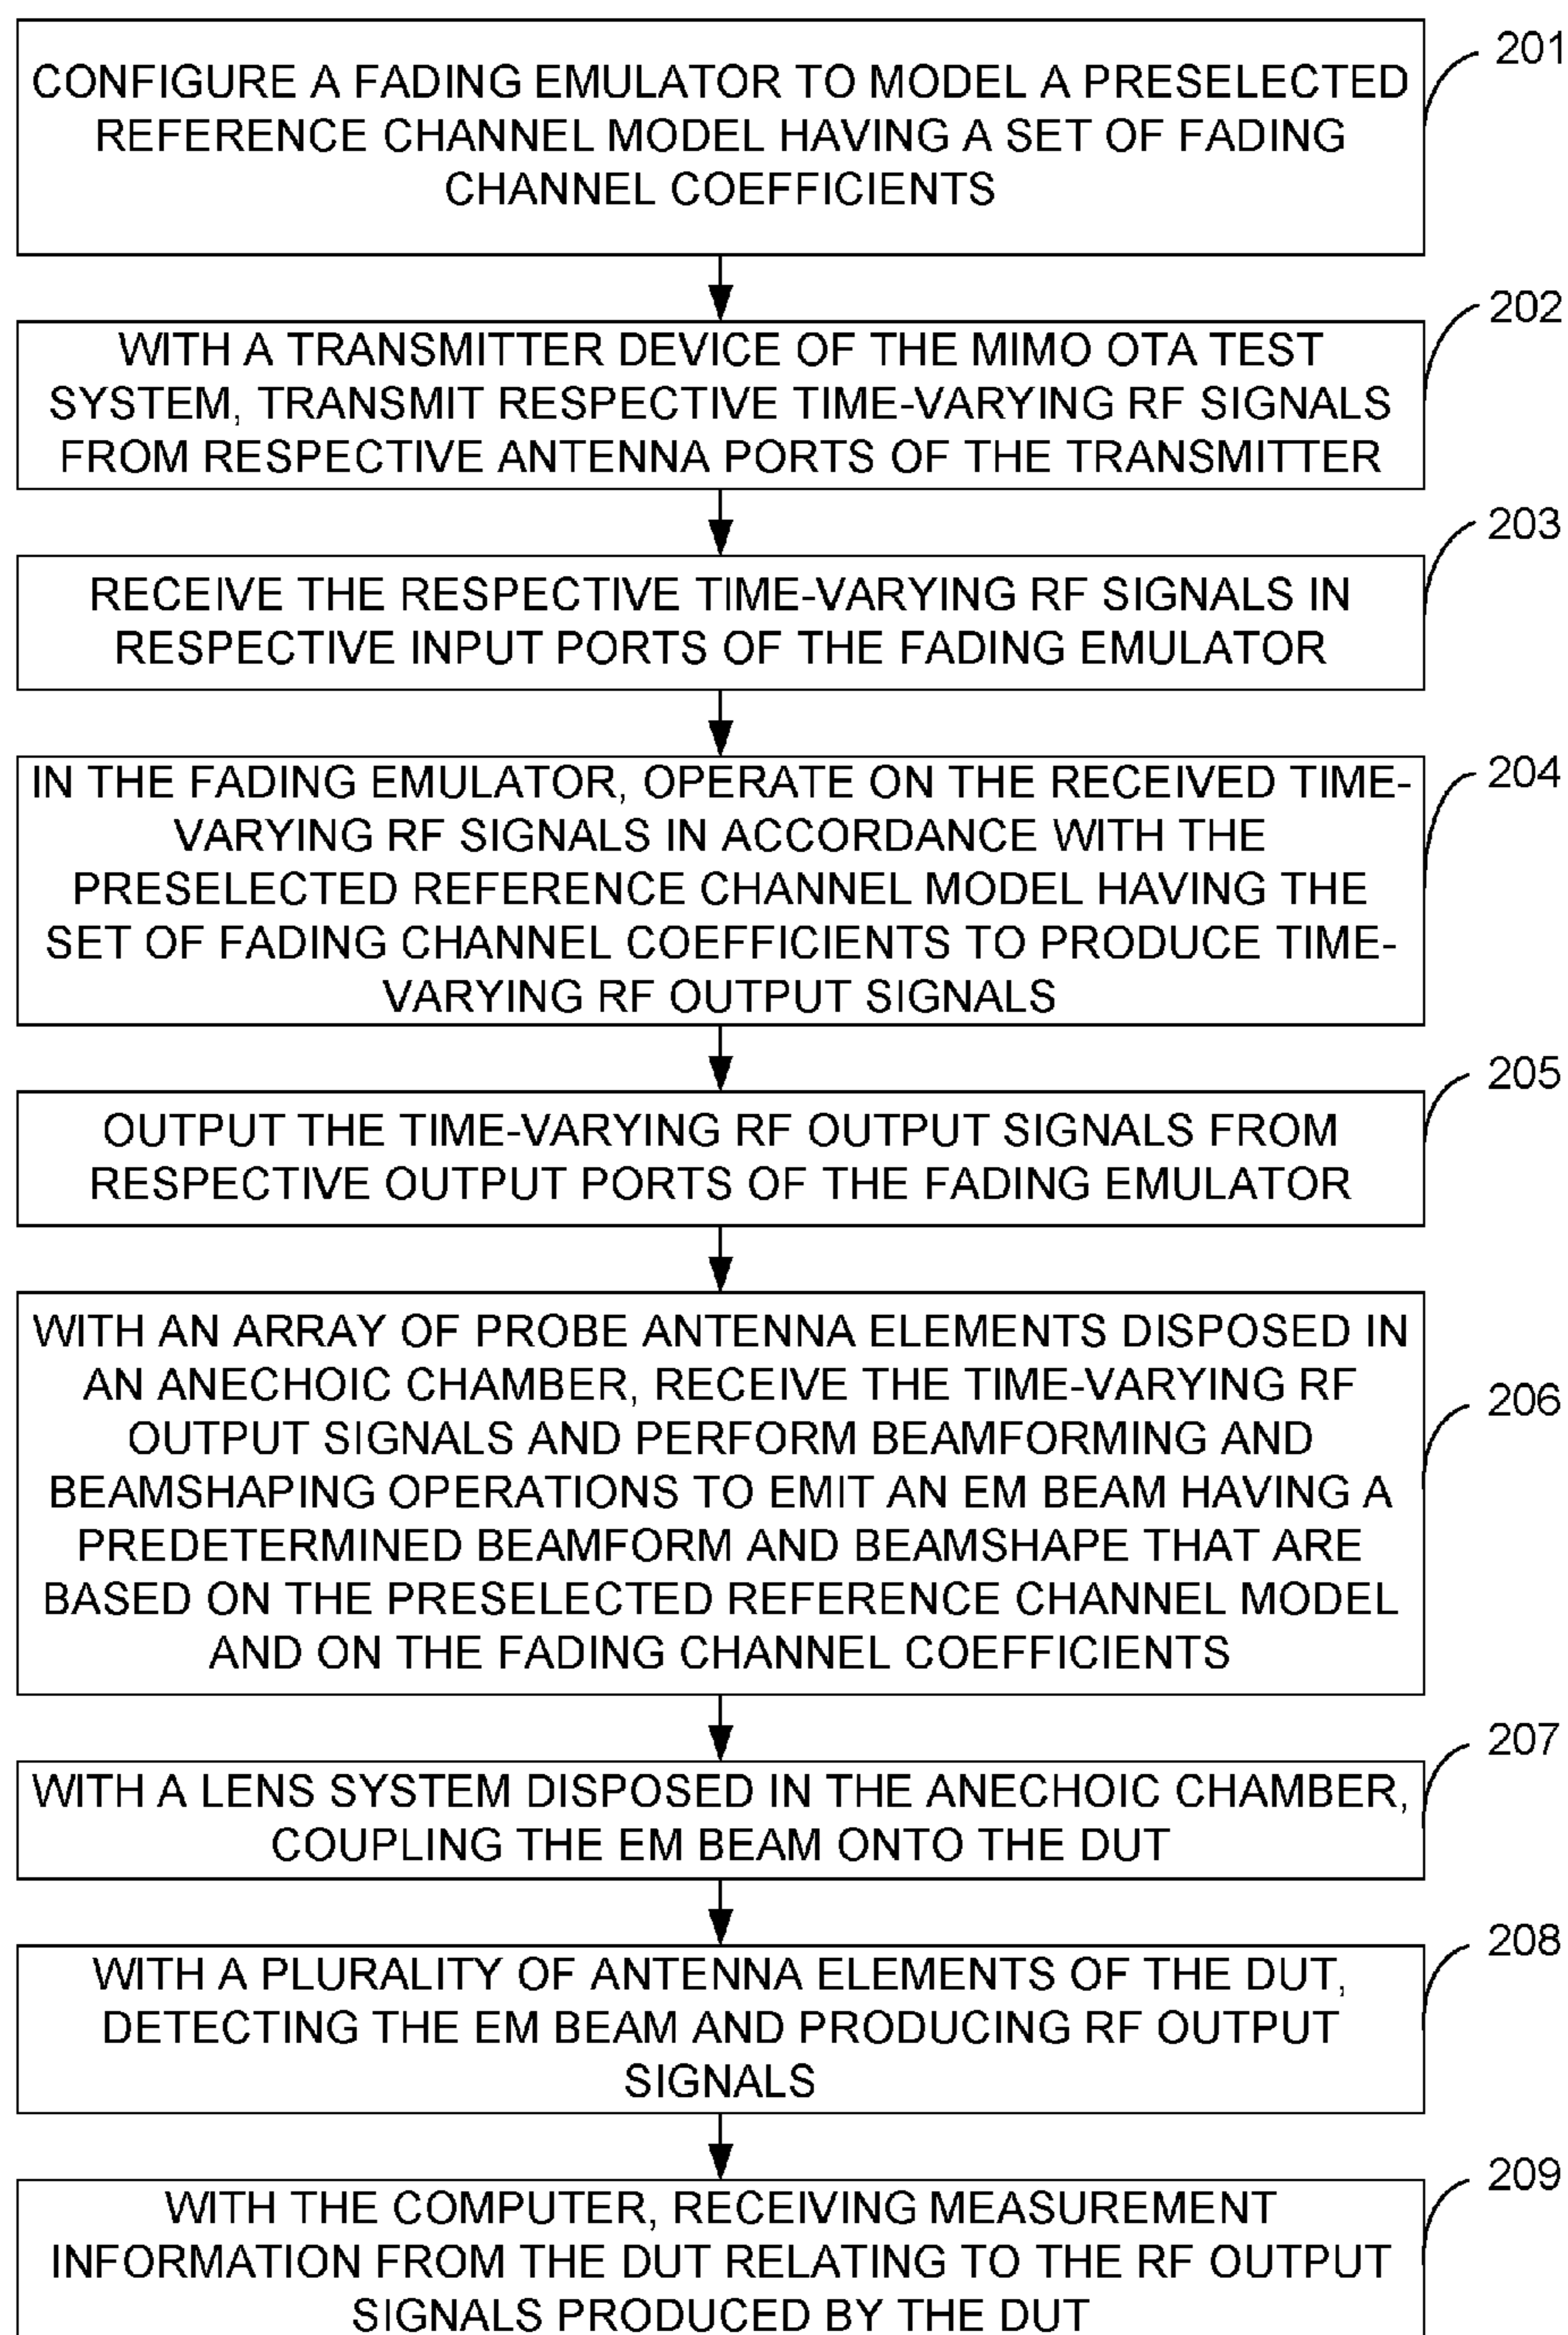 201
CONFIGURE A FADING EMULATOR TO MODEL A PRESELECTED
REFERENCE CHANNEL MODEL HAVING A SET OF FADING
CHANNEL COEFFICIENTS
202
WITH A TRANSMITTER DEVICE OF THE MIMO OTA TEST
SYSTEM, TRANSMIT RESPECTIVE TIME-VARYING RF SIGNALS
FROM RESPECTIVE ANTENNA PORTS OF THE TRANSMITTER
203
RECEIVE THE RESPECTIVE TIME-VARYING RF SIGNALS IN
RESPECTIVE INPUT PORTS OF THE FADING EMULATOR
204
IN THE FADING EMULATOR, OPERATE ON THE RECEIVED TIME-
VARYING RF SIGNALS IN ACCORDANCE WITH THE
PRESELECTED REFERENCE CHANNEL MODEL HAVING THE
SET OF FADING CHANNEL COEFFICIENTS TO PRODUCE TIME-
VARYING RF OUTPUT SIGNALS
205
OUTPUT THE TIME-VARYING RF OUTPUT SIGNALS FROM
RESPECTIVE OUTPUT PORTS OF THE FADING EMULATOR
206
WITH AN ARRAY OF PROBE ANTENNA ELEMENTS DISPOSED IN
AN ANECHOIC CHAMBER, RECEIVE THE TIME-VARYING RF
OUTPUT SIGNALS AND PERFORM BEAMFORMING AND
BEAMSHAPING OPERATIONS TO EMIT AN EM BEAM HAVING A
PREDETERMINED BEAMFORM AND BEAMSHAPE THAT ARE
BASED ON THE PRESELECTED REFERENCE CHANNEL MODEL
AND ON THE FADING CHANNEL COEFFICIENTS
207
WITH A LENS SYSTEM DISPOSED IN THE ANECHOIC CHAMBER,
COUPLING THE EM BEAM ONTO THE DUT
208
WITH A PLURALITY OF ANTENNA ELEMENTS OF THE DUT,
DETECTING THE EM BEAM AND PRODUCING RF OUTPUT
SIGNALS
209
WITH THE COMPUTER, RECEIVING MEASUREMENT
INFORMATION FROM THE DUT RELATING TO THE RF OUTPUT
SIGNALS PRODUCED BY THE DUT